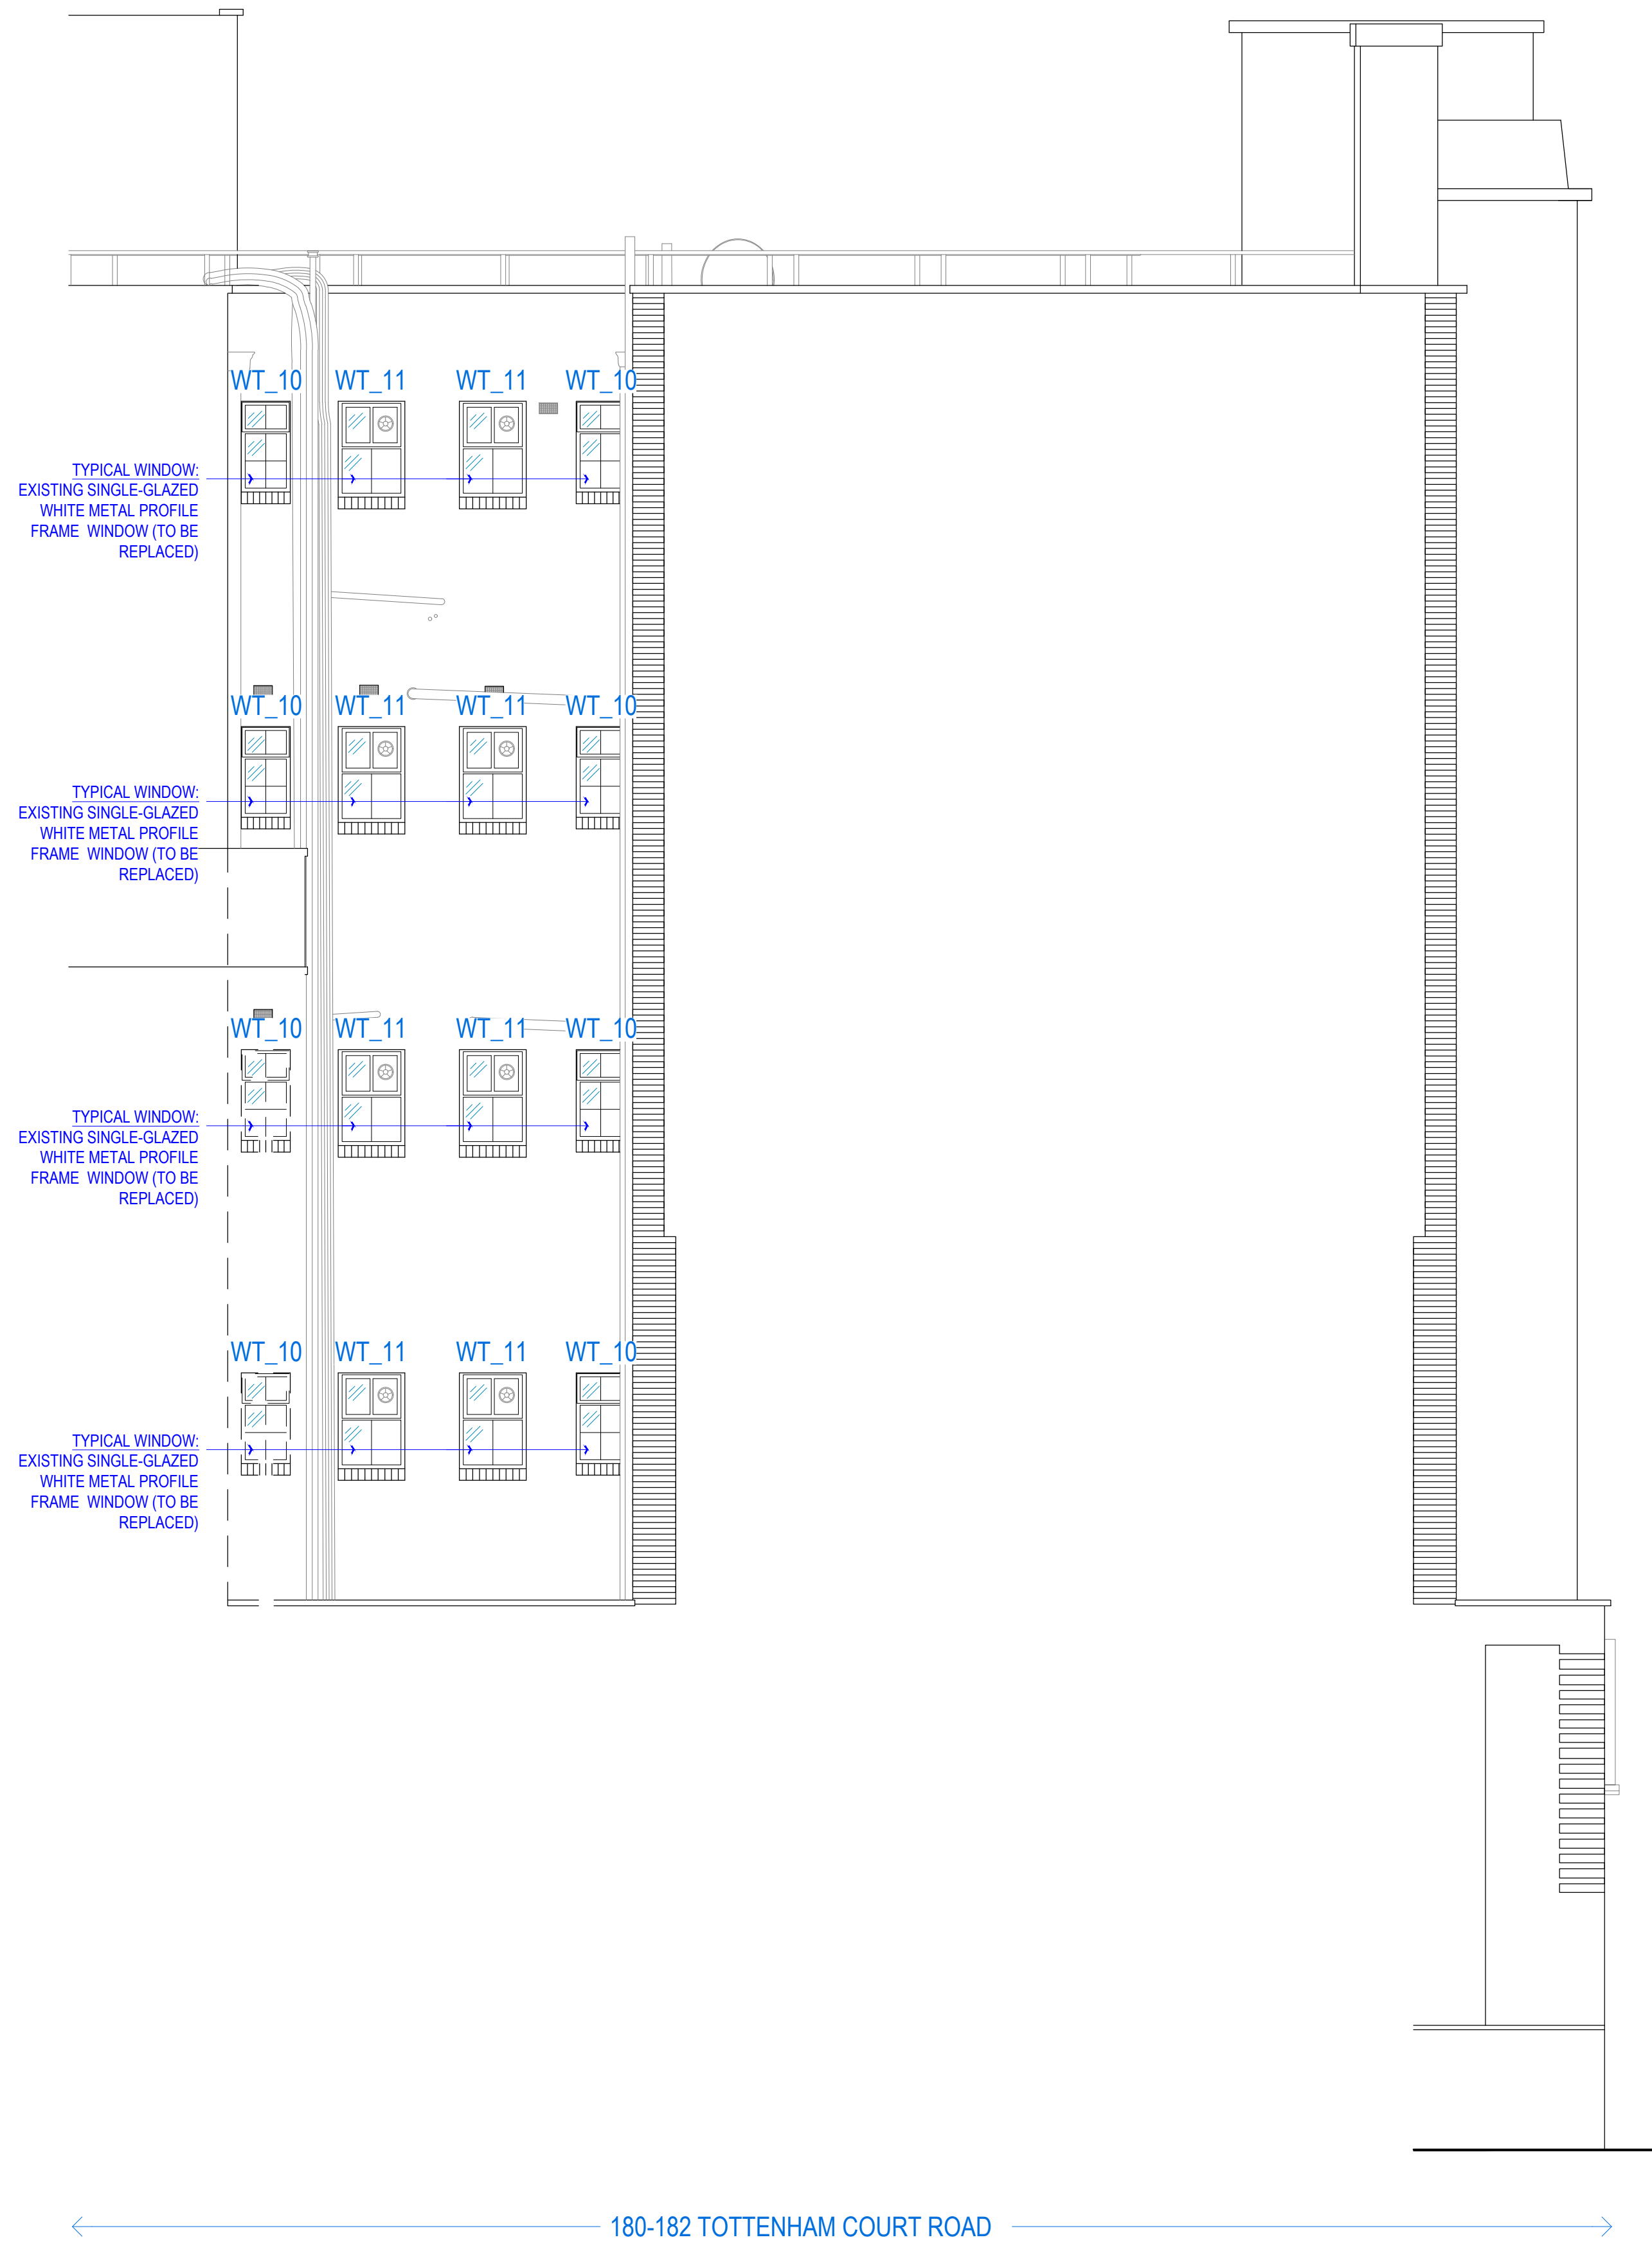 WT_10 WT_11 WT_11 WT_10
TYPICAL WINDOW:
EXISTING SINGLE-GLAZED
WHITE METAL PROFILE
FRAME WINDOW (TO BE
REPLACED)
WT_10 WT_11 WT_11 WT_10
TYPICAL WINDOW:
EXISTING SINGLE-GLAZED
WHITE METAL PROFILE
FRAME WINDOW (TO BE
REPLACED)
WT_10 WT_11 WT_11 WT_10
TYPICAL WINDOW:
EXISTING SINGLE-GLAZED
WHITE METAL PROFILE
FRAME WINDOW (TO BE
REPLACED)
WT_10 WT_11 WT_11 WT_10
TYPICAL WINDOW:
EXISTING SINGLE-GLAZED
WHITE METAL PROFILE
FRAME WINDOW (TO BE
REPLACED)
180-182 TOTTENHAM COURT ROAD